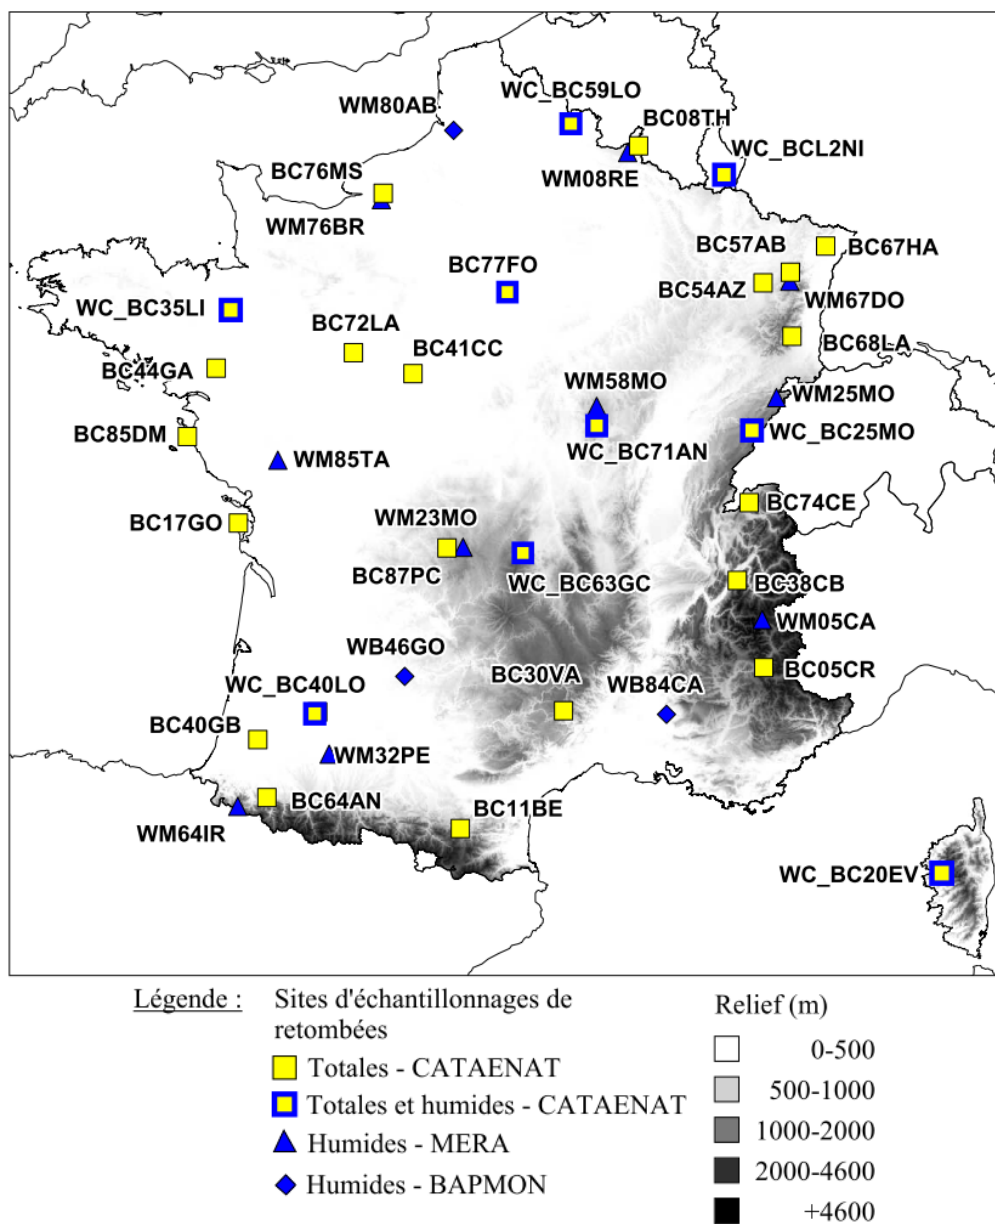 WC_BC59LO
WM80AB
BC08TH
WC_BCL2NI
BC76MS
WM08RE
WM76BR
BC57AB
BC67HA
BC77FO
BC54AZ
WM67DO
WC_BC35LI
BC72LA
BC41CC
BC68LA
BC44GA
WM58MO
WM25MO
BC85DM
WC_BC25MO
WC_BC71AN
WM85TA
BC74CE
BC17GO
WM23MO
BC87PC
WC_BC63GC
BC38CB
WM05CA
WB46GO
BC30VA
BC05CR
WC_BC40LO
WB84CA
BC40GB
WM32PE
BC64AN
BC11BE
WM64IR
WC_BC20EV
Légende :
Sites d'échantillonnages de
retombées
Totales - CATAENAT
Totales et humides - CATAENAT
Humides - MERA
Humides - BAPMON
Relief (m)
0-500
500-1000
1000-2000
2000-4600
+4600